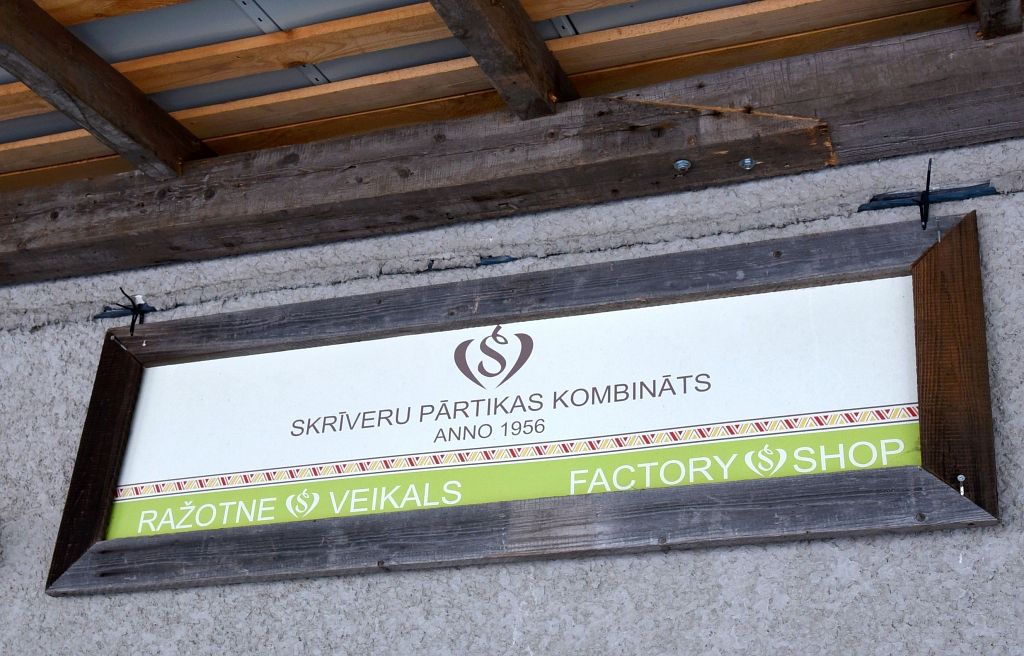 SKRĪVERU PĀRTIKAS KOMBINĀTS
ANNO 1956
RAŽOTNE S VEIKALS
FACTORY S SHOP